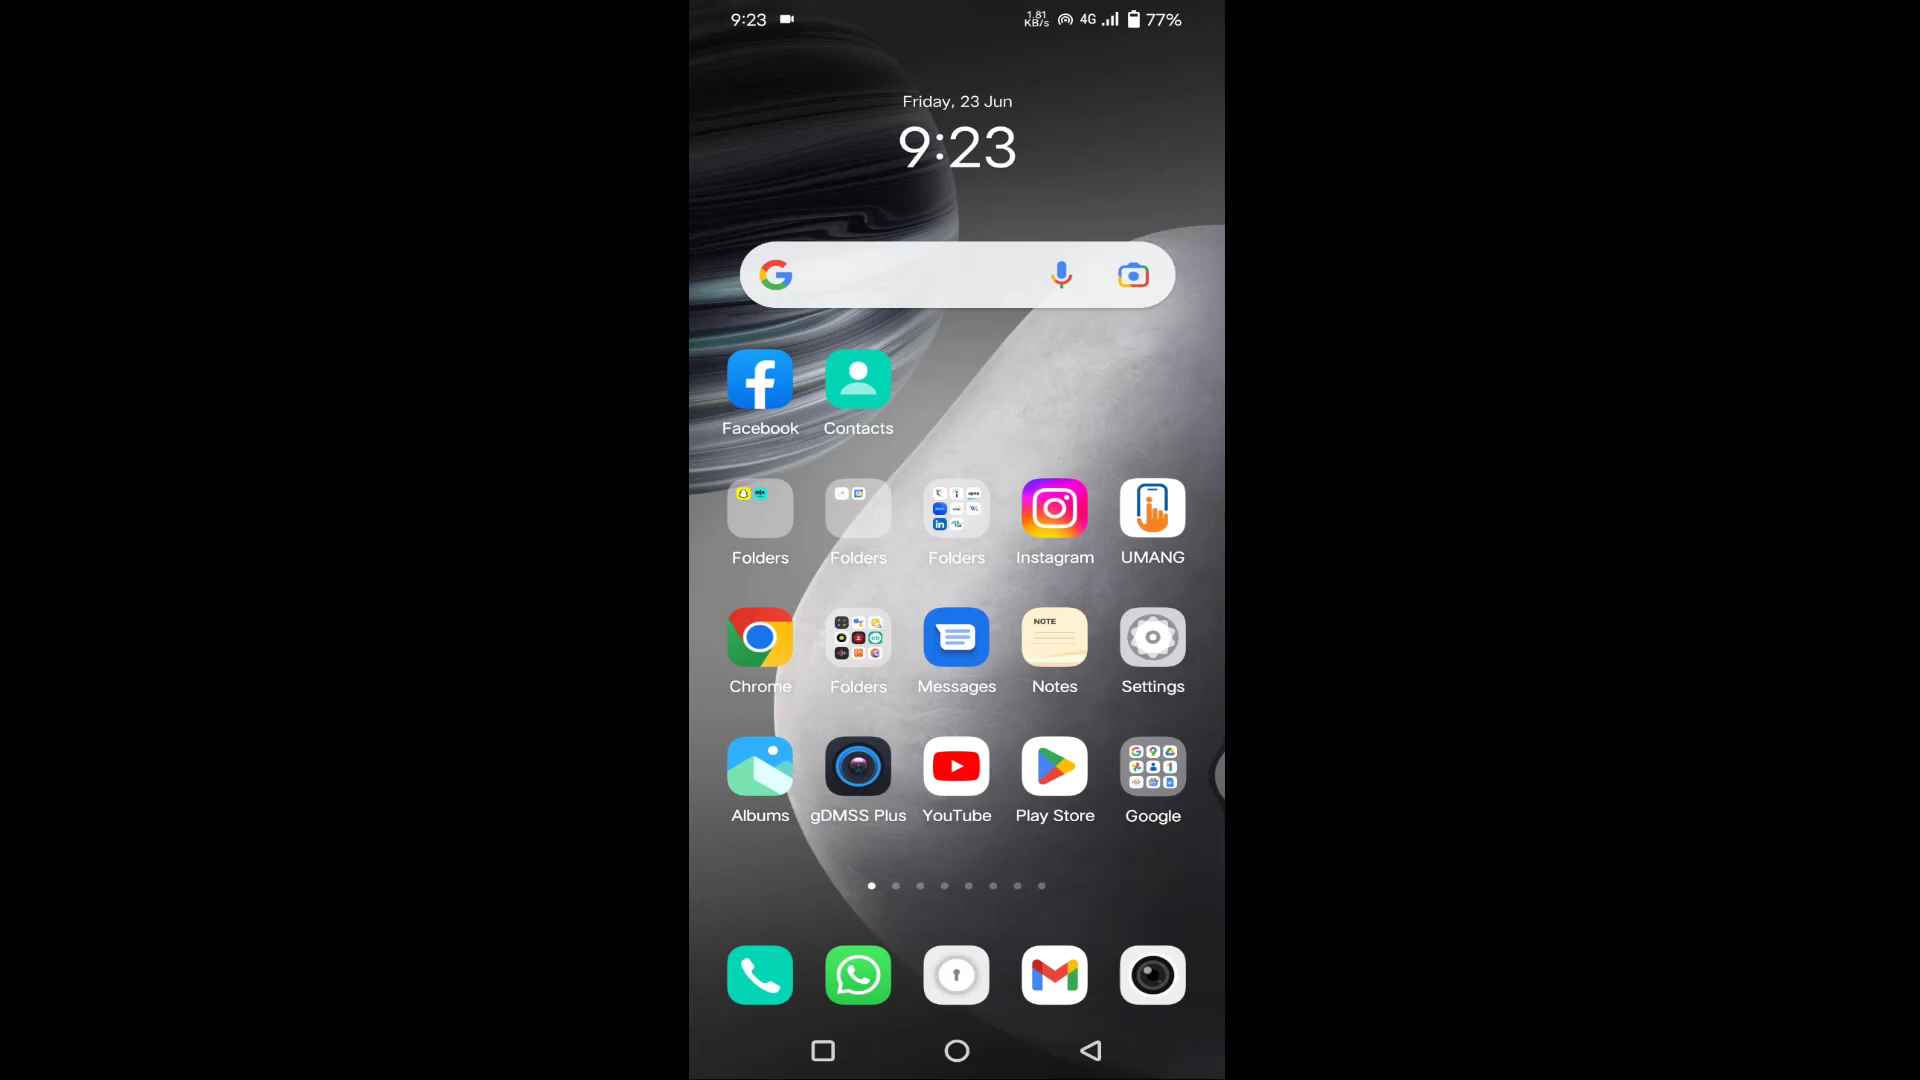 9:23
1.81
KB/s
4G
77%
Friday, 23 Jun
9:23
Facebook
Contacts
Folders
Folders
Folders
Instagram
UMANG
NOTE
Chrome
Folders
Messages
Notes
Settings
Albums
gDMSS Plus
YouTube
Play Store
Google